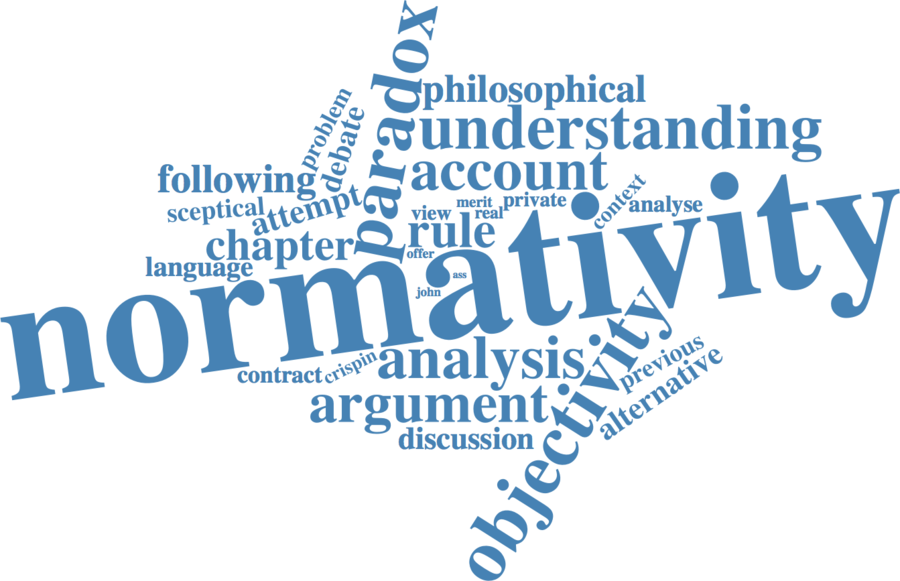 paradox
philosophical
problem
debate
understanding
following
account
sceptical
attempt
context
merit
private
analyse
view
real
chapter
rule
language
offer
ass
john
normativity
objectivity
contract
crispin
analysis
previous
alternative
argument
discussion